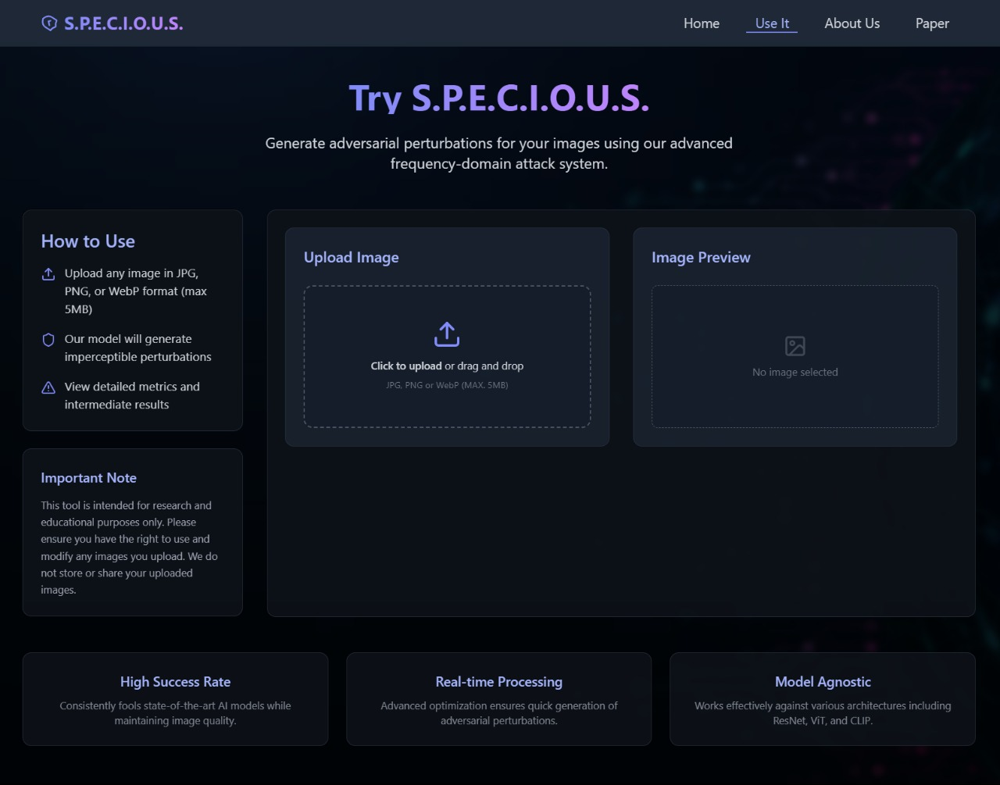 S.P.E.C.I.O.U.S.
Home
Use It
About Us
Paper
Try S.P.E.C.I.O.U.S.
Generate adversarial perturbations for your images using our advanced
frequency-domain attack system.
How to Use
Upload any image in JPG,
PNG, or WebP format (max
5MB)
Our model will generate
imperceptible perturbations
View detailed metrics and
intermediate results
Important Note
This tool is intended for research and
educational purposes only. Please
ensure you have the right to use and
modify any images you upload. We do
not store or share your uploaded
images.
Upload Image
Click to upload or drag and drop
JPG, PNG or WebP (MAX. 5MB)
Image Preview
No image selected
High Success Rate
Consistently fools state-of-the-art AI models while
maintaining image quality.
Real-time Processing
Advanced optimization ensures quick generation of
adversarial perturbations.
Model Agnostic
Works effectively against various architectures including
ResNet, ViT, and CLIP.